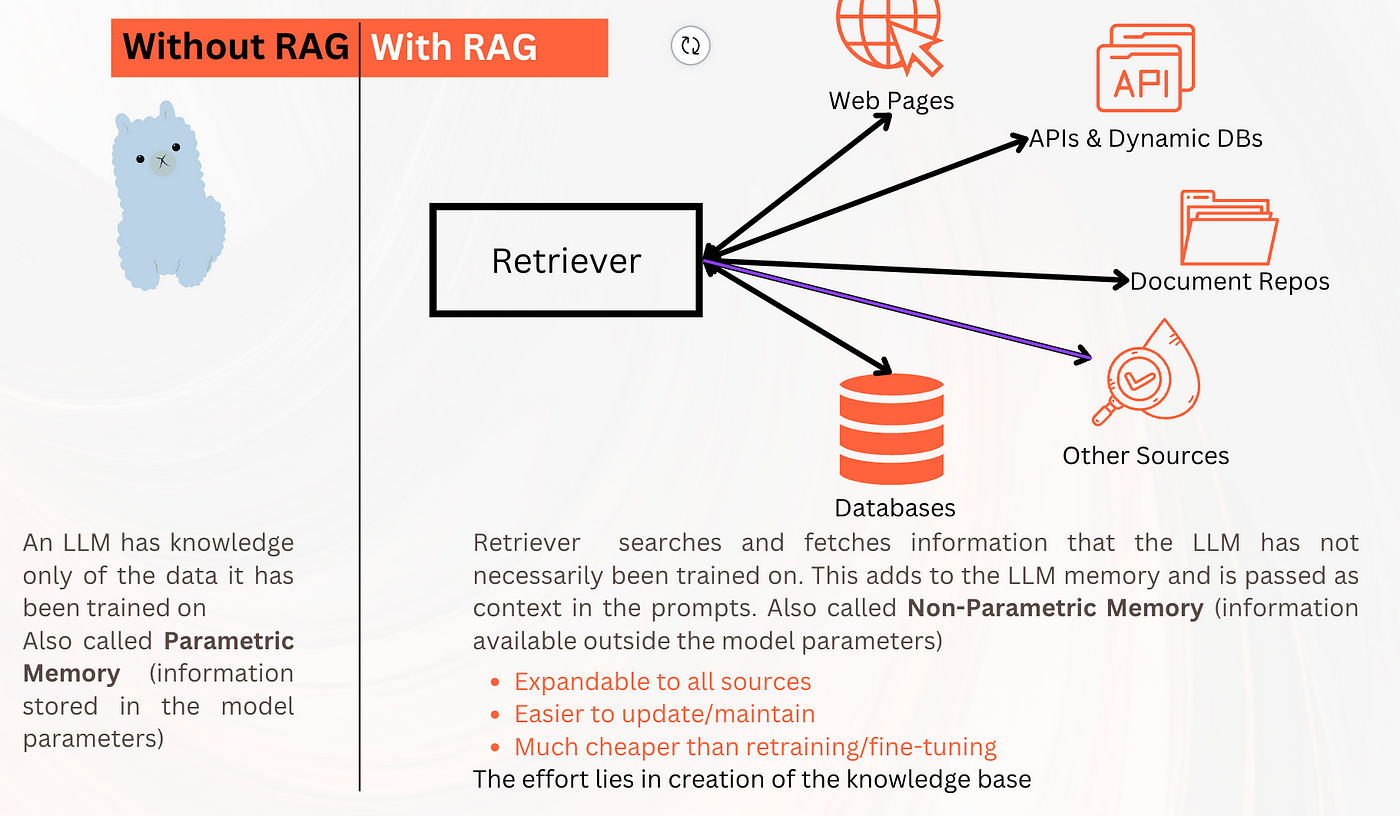 Without RAG
With RAG
Web Pages
API
APIs & Dynamic DBs
Retriever
Document Repos
Other Sources
Databases
An LLM has knowledge
only of the data it has
been trained on
Also called Parametric
Memory (information
stored in the model
parameters)
Retriever searches and fetches information that the LLM has not
necessarily been trained on. This adds to the LLM memory and is passed as
context in the prompts. Also called Non-Parametric Memory (information
available outside the model parameters)
• Expandable to all sources
• Easier to update/maintain
• Much cheaper than retraining/fine-tuning
The effort lies in creation of the knowledge base